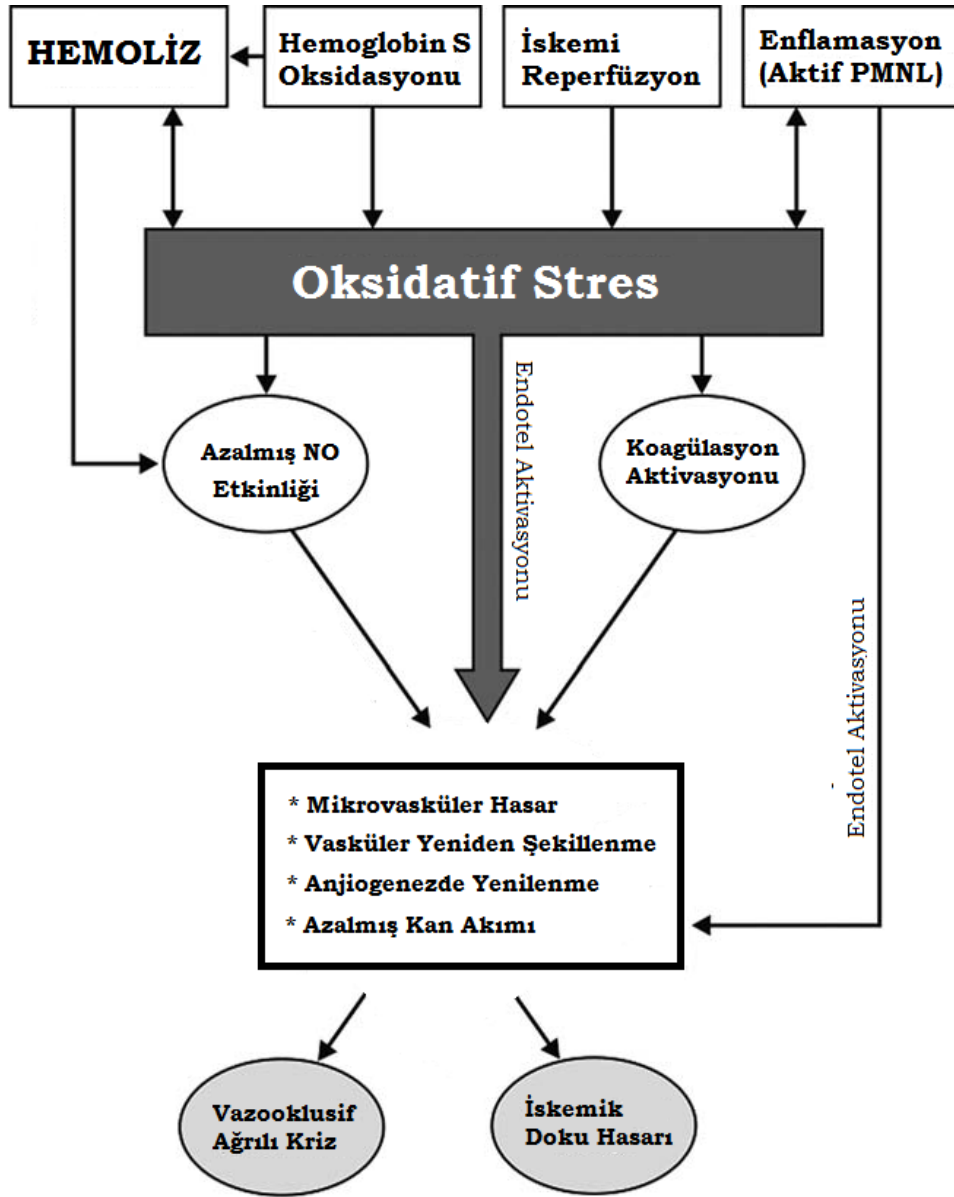 HEMOLİZ
Hemoglobin S
Oksidasyonu
İskemi
Reperfüzyon
Enflamasyon
(Aktif PMNL)
Oksidatif Stres
Azalmış NO
Etkinliği
Endotel Aktivasyonu
Koagülasyon
Aktivasyonu
Endotel Aktivasyonu
* Mikrovasküler Hasar
* Vasküler Yeniden Şekillenme
* Anjiogenezde Yenilenme
* Azalmış Kan Akımı
Vazooklusif
Ağrılı Kriz
İskemik
Doku Hasarı